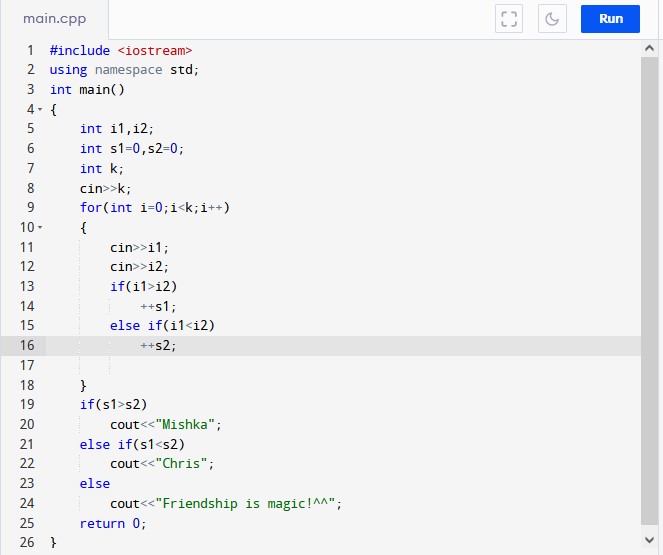 main.cpp
Run
1 #include <iostream>
2 using namespace std;
3 int main()
4 {
5     int i1,i2;
6     int s1=0,s2=0;
7     int k;
8     cin>>k;
9     for(int i=0;i<k;i++)
10     {
11         cin>>i1;
12         cin>>i2;
13         if(i1>i2)
14             ++s1;
15         else if(i1<i2)
16             ++s2;
17
18     }
19     if(s1>s2)
20         cout<<"Mishka";
21     else if(s1<s2)
22         cout<<"Chris";
23     else
24         cout<<"Friendship is magic!^^";
25     return 0;
26 }